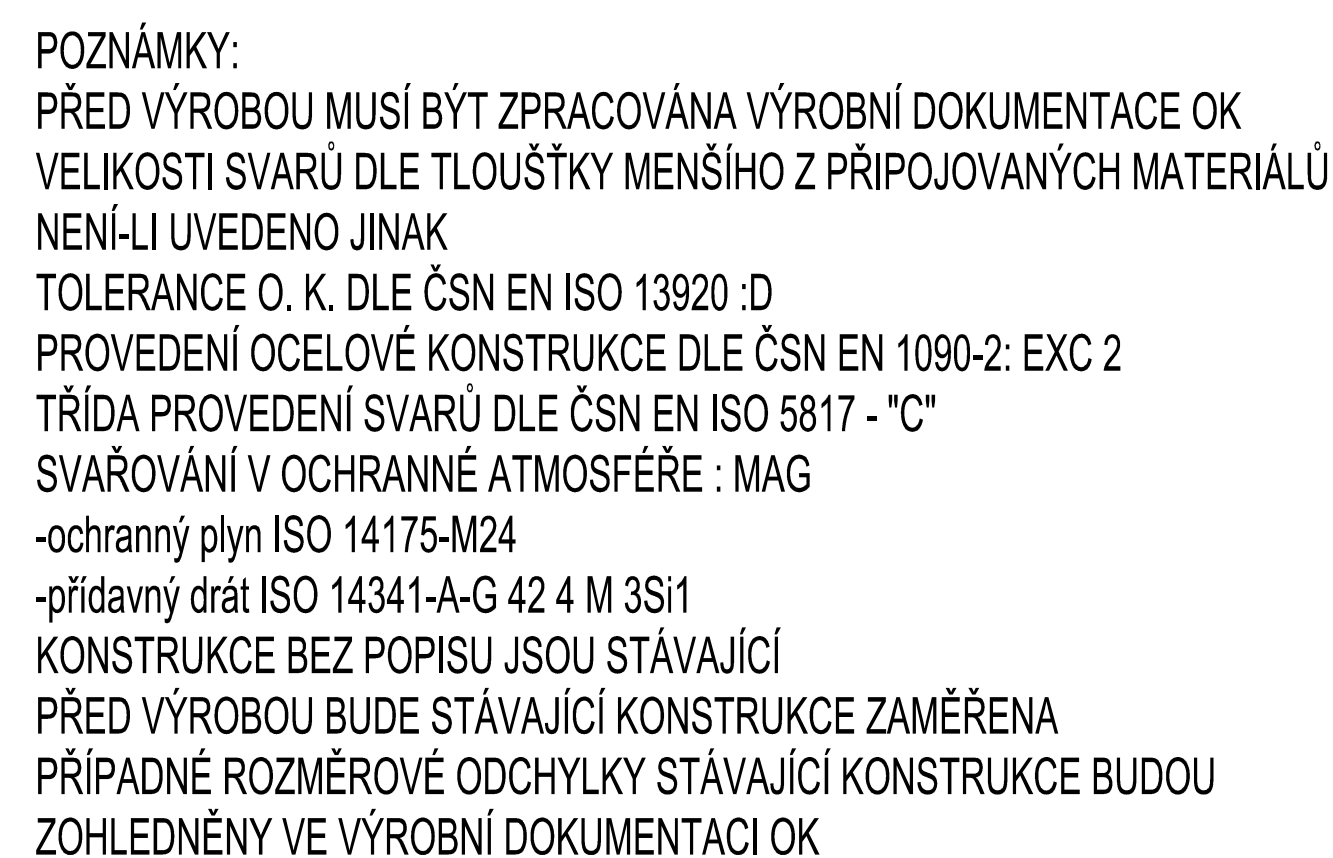 POZNÁMKY:
PŘED VÝROBOU MUSÍ BÝT ZPRACOVÁNA VÝROBNÍ DOKUMENTACE OK
VELIKOSTI SVARŮ DLE TLOUŠŤKY MENŠÍHO Z PŘIPOJOVANÝCH MATERIÁLŮ
NENÍ-LI UVEDENO JINAK
TOLERANCE O. K. DLE ČSN EN ISO 13920 :D
PROVEDENÍ OCELOVÉ KONSTRUKCE DLE ČSN EN 1090-2: EXC 2
TŘÍDA PROVEDENÍ SVARŮ DLE ČSN EN ISO 5817 - "C"
SVAŘOVÁNÍ V OCHRANNÉ ATMOSFÉŘE : MAG
-ochranný plyn ISO 14175-M24
-přídavný drát ISO 14341-A-G 42 4 M 3Si1
KONSTRUKCE BEZ POPISU JSOU STÁVAJÍCÍ
PŘED VÝROBOU BUDE STÁVAJÍCÍ KONSTRUKCE ZAMĚŘENA
PŘÍPADNÉ ROZMĚROVÉ ODCHYLKY STÁVAJÍCÍ KONSTRUKCE BUDOU
ZOHLEDNĚNY VE VÝROBNÍ DOKUMENTACI OK